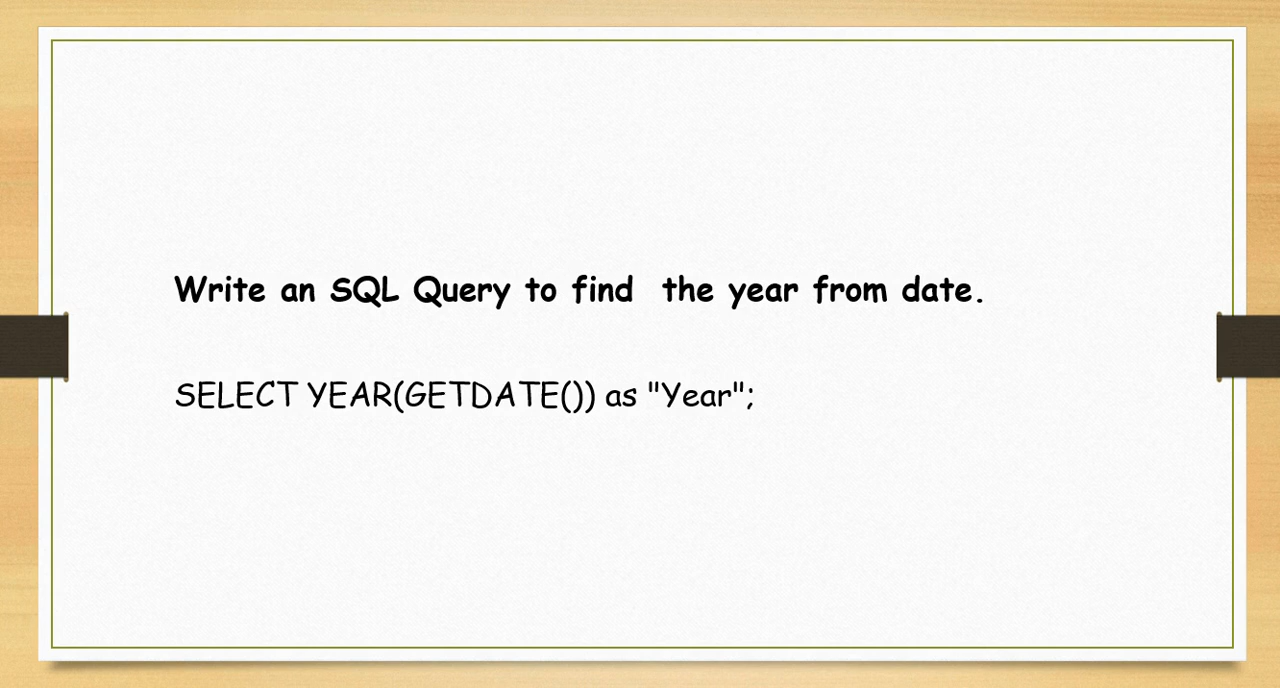 Write an SQL Query to find  the year from date.
SELECT YEAR(GETDATE()) as "Year";